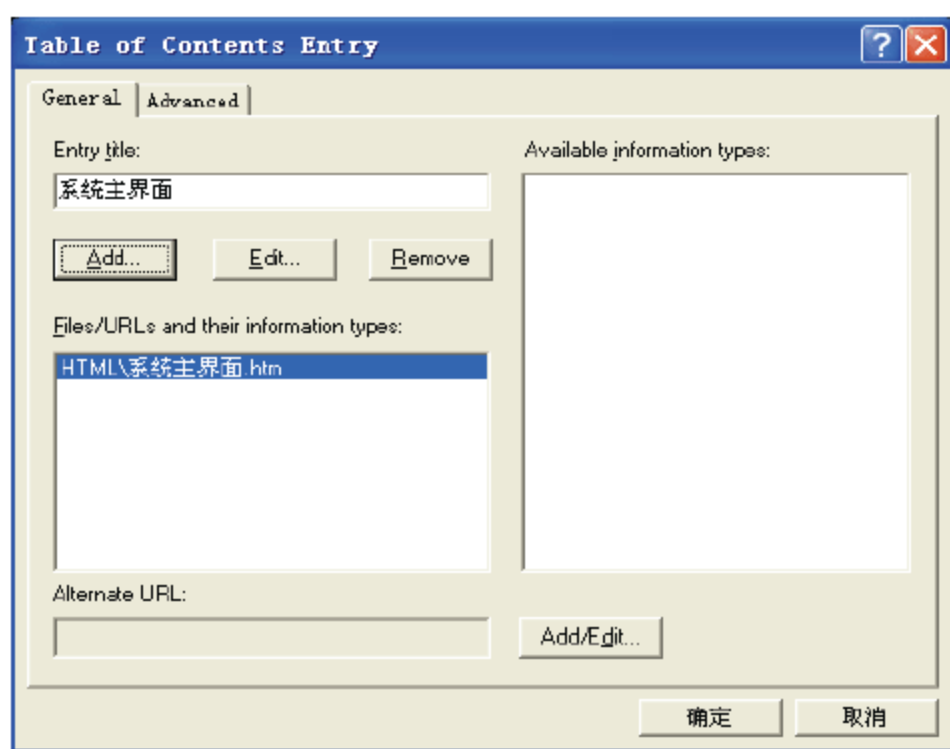 Table of Contents Entry
General Advanced
Entry title:
系统主界面
Add... Edit... Remove
Files/URLs and their information types:
HTML\系统主界面.htm
Alternate URL:
Available information types:
Add/Edit...
确定 取消